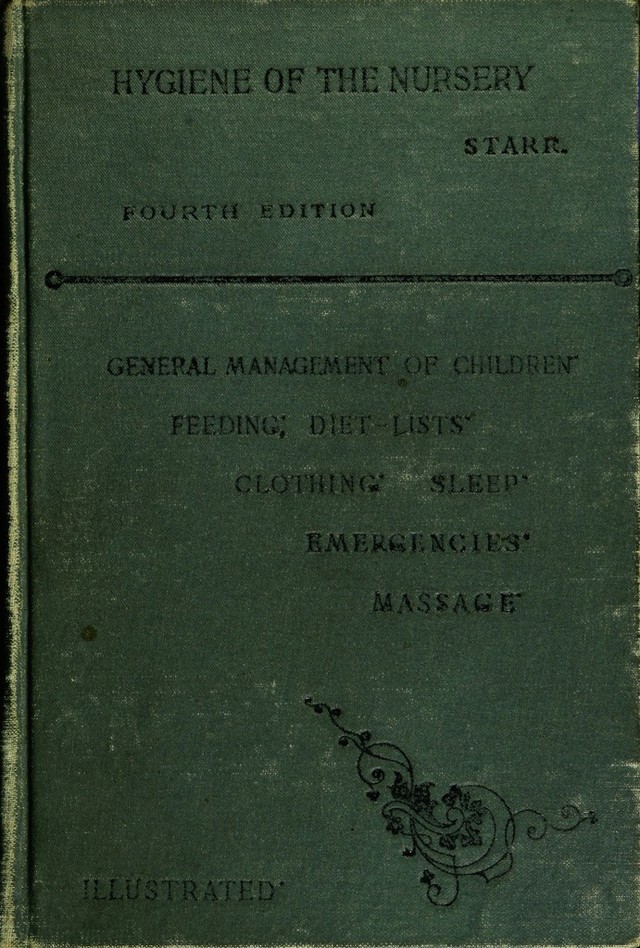 HYGIENE OF THE NURSERY
STARR.
FOURTH EDITION
GENERAL MANAGEMENT OF CHILDREN
FEEDING; DIET-LISTS
CLOTHING; SLEEP
EMERGENCIES
MASSAGE
ILLUSTRATED